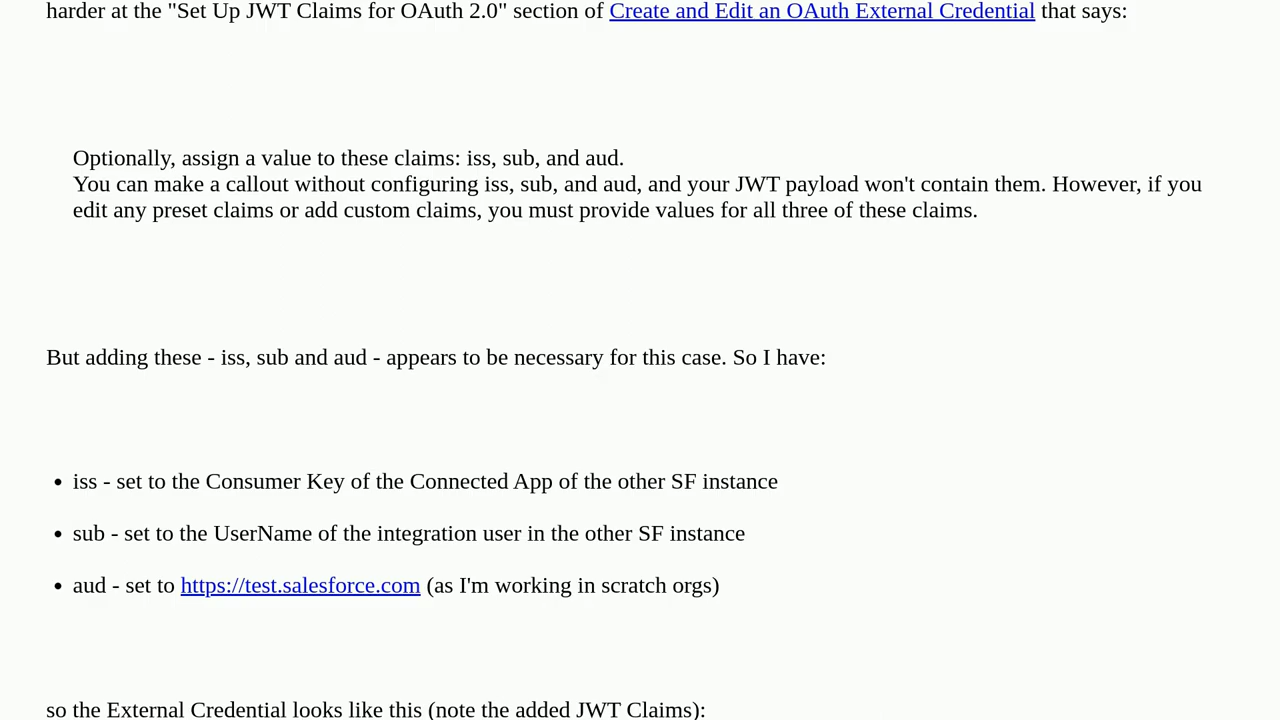 harder at the "Set Up JWT Claims for OAuth 2.0" section of Create and Edit an OAuth External Credential that says:
Optionally, assign a value to these claims: iss, sub, and aud.
You can make a callout without configuring iss, sub, and aud, and your JWT payload won't contain them. However, if you
edit any preset claims or add custom claims, you must provide values for all three of these claims.
But adding these - iss, sub and aud - appears to be necessary for this case. So I have:
• iss - set to the Consumer Key of the Connected App of the other SF instance
• sub - set to the UserName of the integration user in the other SF instance
• aud - set to https://test.salesforce.com (as I'm working in scratch orgs)
so the External Credential looks like this (note the added JWT Claims):